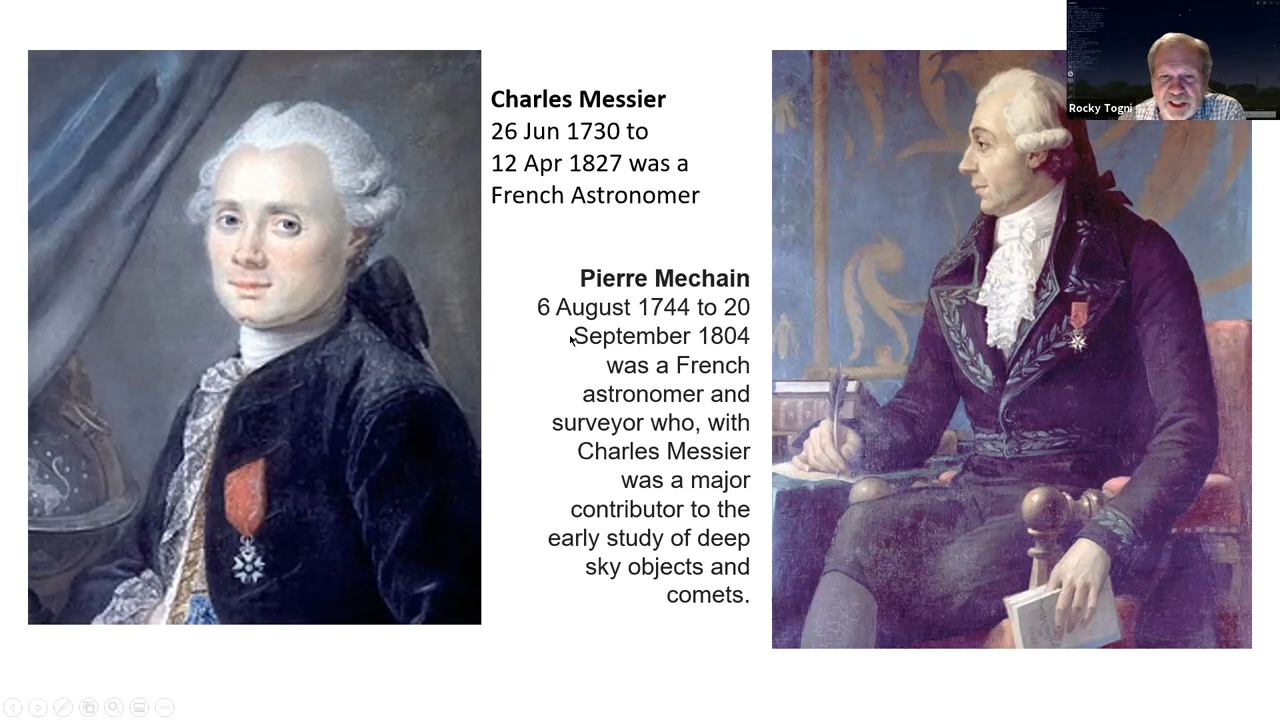 Charles Messier
26 Jun 1730 to
12 Apr 1827 was a
French Astronomer
Pierre Mechain
6 August 1744 to 20
September 1804
was a French
astronomer and
surveyor who, with
Charles Messier
was a major
contributor to the
early study of deep
sky objects and
comets.
Rocky Togni